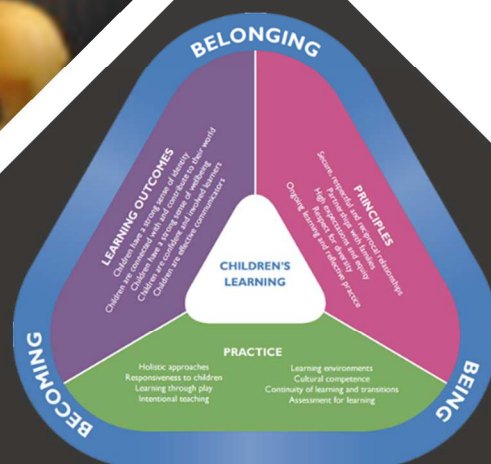 BELONGING
LEARNING OUTCOMES
Children have a strong sense of identity
Children are connected with and contribute to their world
Children have a strong sense of wellbeing
Children are confident and involved learners
Children are effective communicators
PRINCIPLES
Secure, respectful and reciprocal relationships
Partnerships with families
High expectations and equity
Respect for diversity
Ongoing learning and reflective practice
CHILDREN'S
LEARNING
PRACTICE
Holistic approaches
Responsiveness to children
Learning through play
Intentional teaching
Learning environments
Cultural competence
Continuity of learning and transitions
Assessment for learning
BECOMING
BEING